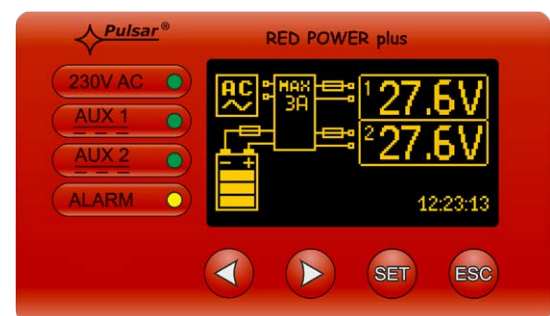 Pulsar®
RED POWER plus
230V AC
AUX 1
AUX 2
ALARM
AC
MAX
3A
1 27.6V
2 27.6V
- +
12:23:13
SET
ESC